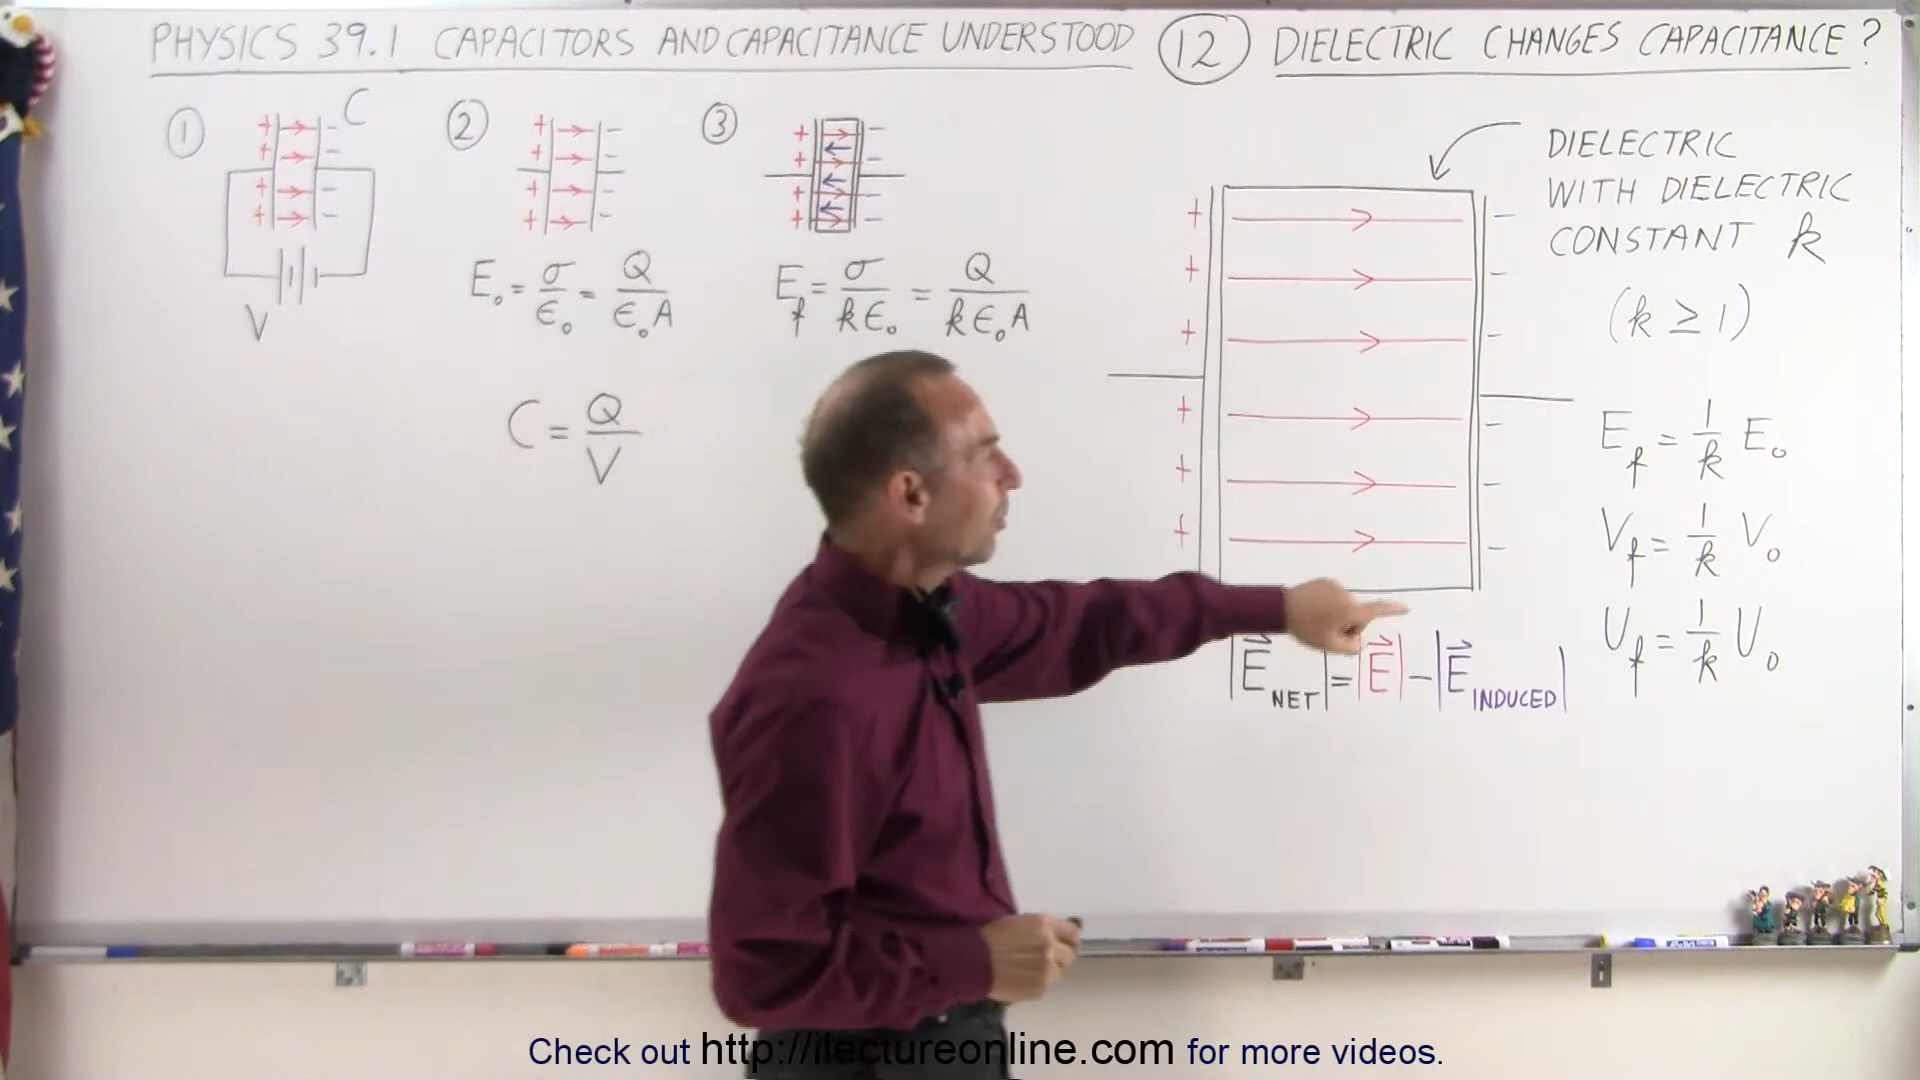 PHYSICS 39.1 CAPACITORS AND CAPACITANCE UNDERSTOOD 12 DIELECTRIC CHANGES CAPACITANCE?
1 C
V
2
E₀ = σ/ϵ₀ = Q/ϵ₀A
C = Q/V
3
E_f = σ/kϵ₀ = Q/kϵ₀A
DIELECTRIC
WITH DIELECTRIC
CONSTANT k
(k ≥ 1)
E_f = 1/k E₀
V_f = 1/k V₀
U_f = 1/k U₀
|E⃗ NET| = |E⃗| − |E⃗ INDUCED|
Check out http://ilectureonline.com for more videos.